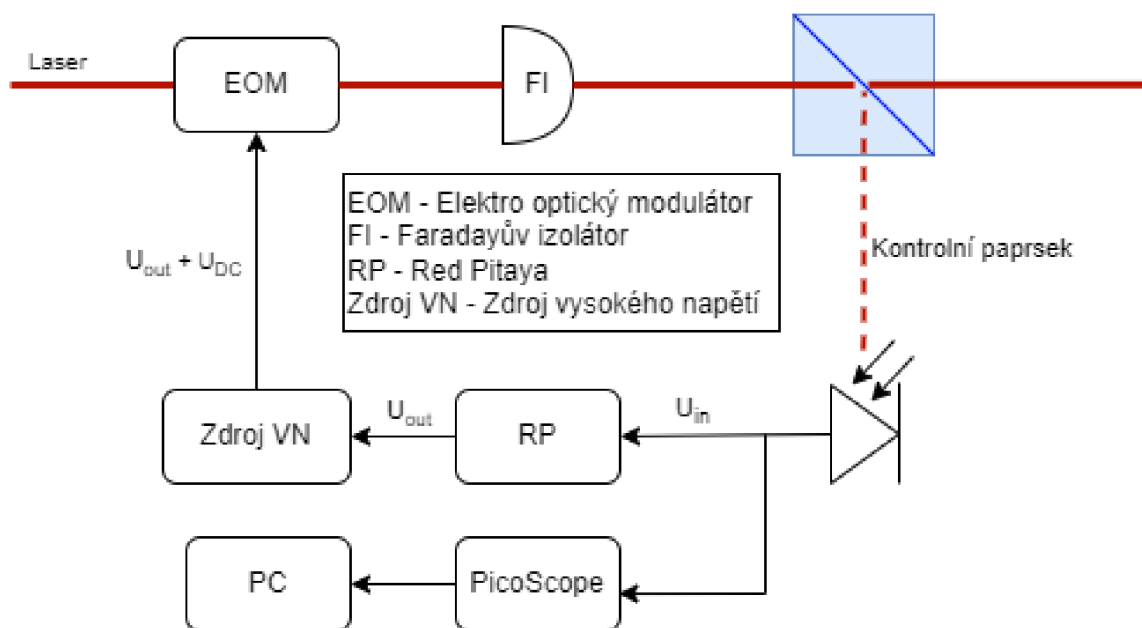 Laser
EOM
FI
EOM - Elektro optický modulátor
FI - Faradayův izolátor
RP - Red Pitaya
Zdroj VN - Zdroj vysokého napětí
Kontrolní paprsek
Uout + UDC
Zdroj VN
Uout
RP
Uin
PC
PicoScope